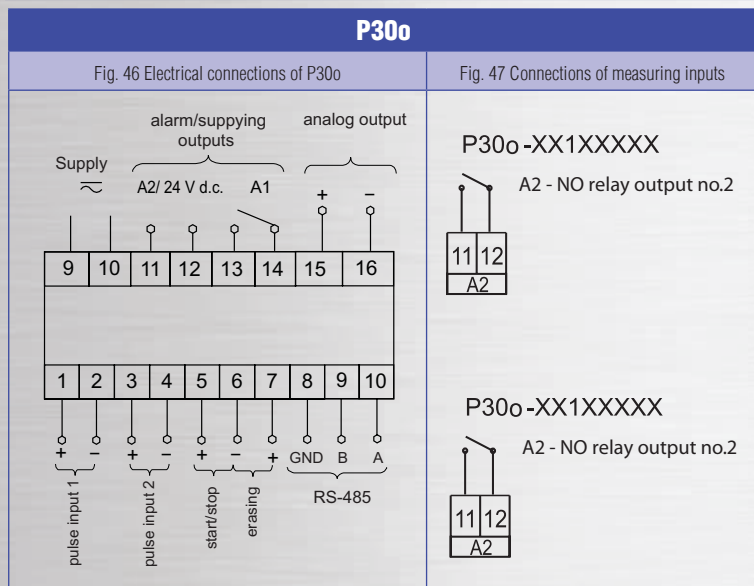 P30o
Fig. 46 Electrical connections of P30o
Fig. 47 Connections of measuring inputs
alarm/suppying
outputs
analog output
Supply
A2/ 24 V d.c.
A1
+
−
9 10 11 12 13 14 15 16
1 2 3 4 5 6 7 8 9 10
+ − + − + − + GND B A
pulse input 1
pulse input 2
start/stop
erasing
RS-485
P30o-XX1XXXXX
A2 - NO relay output no.2
11 12
A2
P30o-XX1XXXXX
A2 - NO relay output no.2
11 12
A2